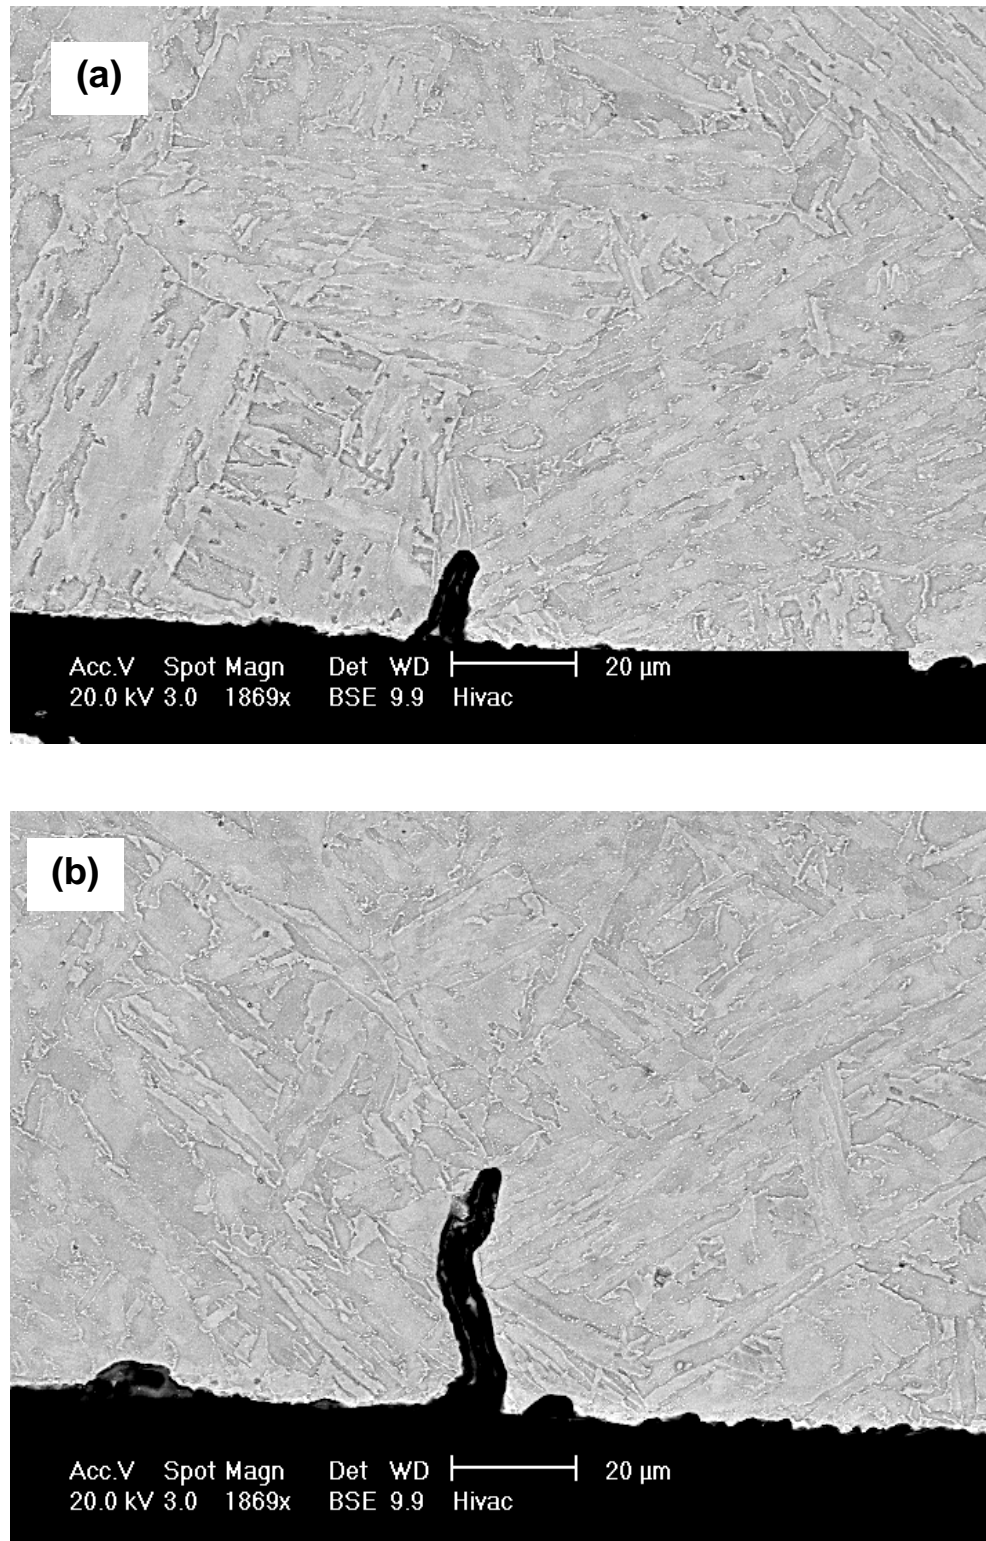 (a)
Acc.V Spot Magn Det WD 20 µm
20.0 kV 3.0 1869x BSE 9.9 Hivac
(b)
Acc.V Spot Magn Det WD 20 µm
20.0 kV 3.0 1869x BSE 9.9 Hivac